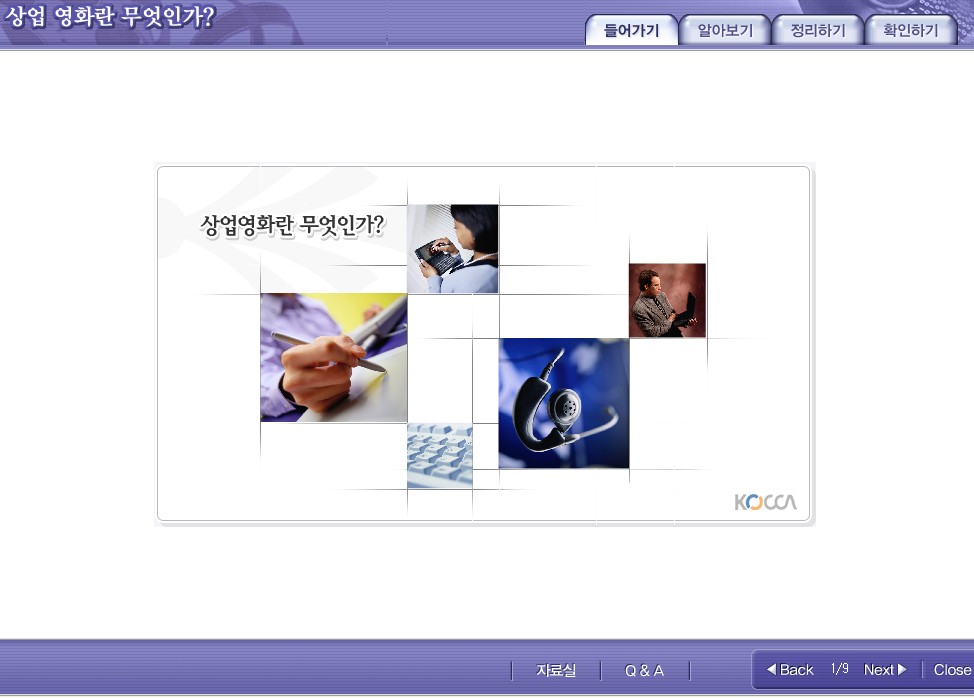 상업 영화란 무엇인가?
들어가기 알아보기 정리하기 확인하기
상업영화란 무엇인가?
KOCCA
자료실 Q & A ◀Back 1/9 Next▶ Close